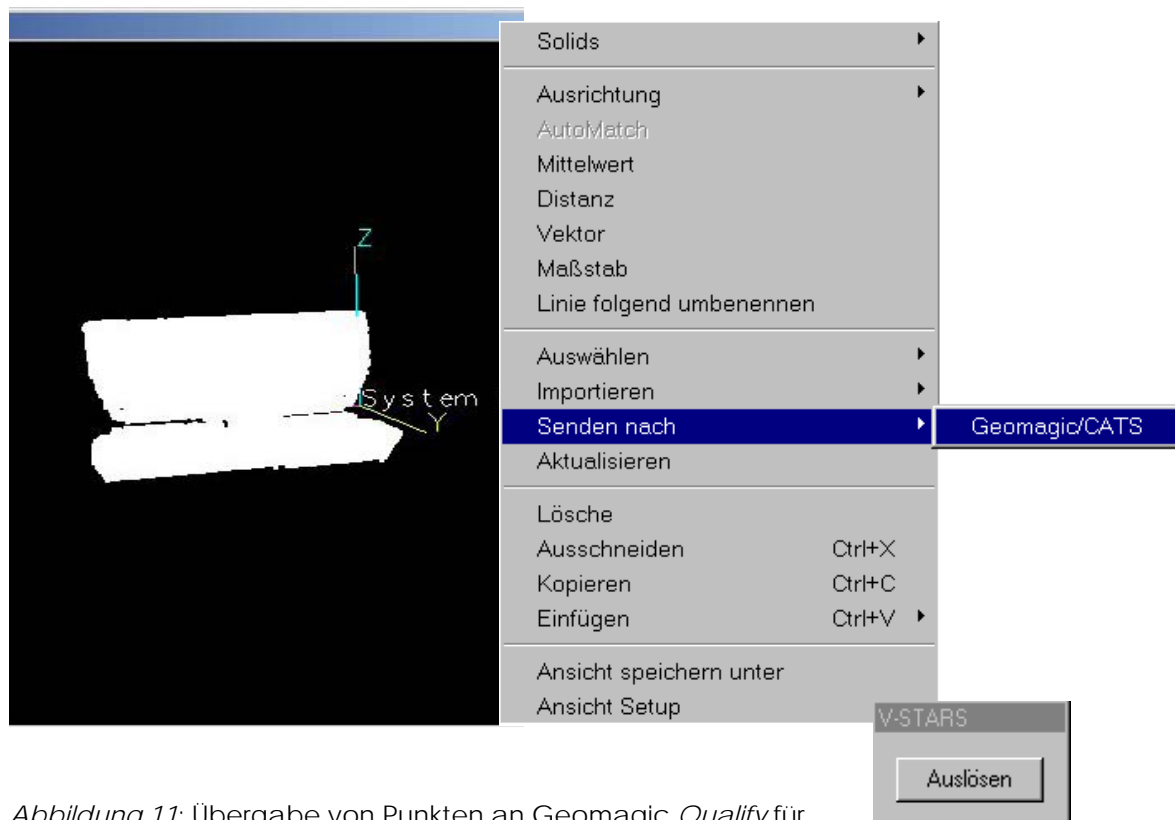 Solids
Ausrichtung
AutoMatch
Mittelwert
Distanz
Vektor
Maßstab
Linie folgend umbenennen
Auswählen
Importieren
Senden nach
Geomagic/CATS
Aktualisieren
Lösche
Ausschneiden Ctrl+X
Kopieren Ctrl+C
Einfügen Ctrl+V
Ansicht speichern unter
Ansicht Setup
Z
System
Y
V-STARS
Auslösen
Abbildung 11: Übergabe von Punkten an Geomagic Qualify für